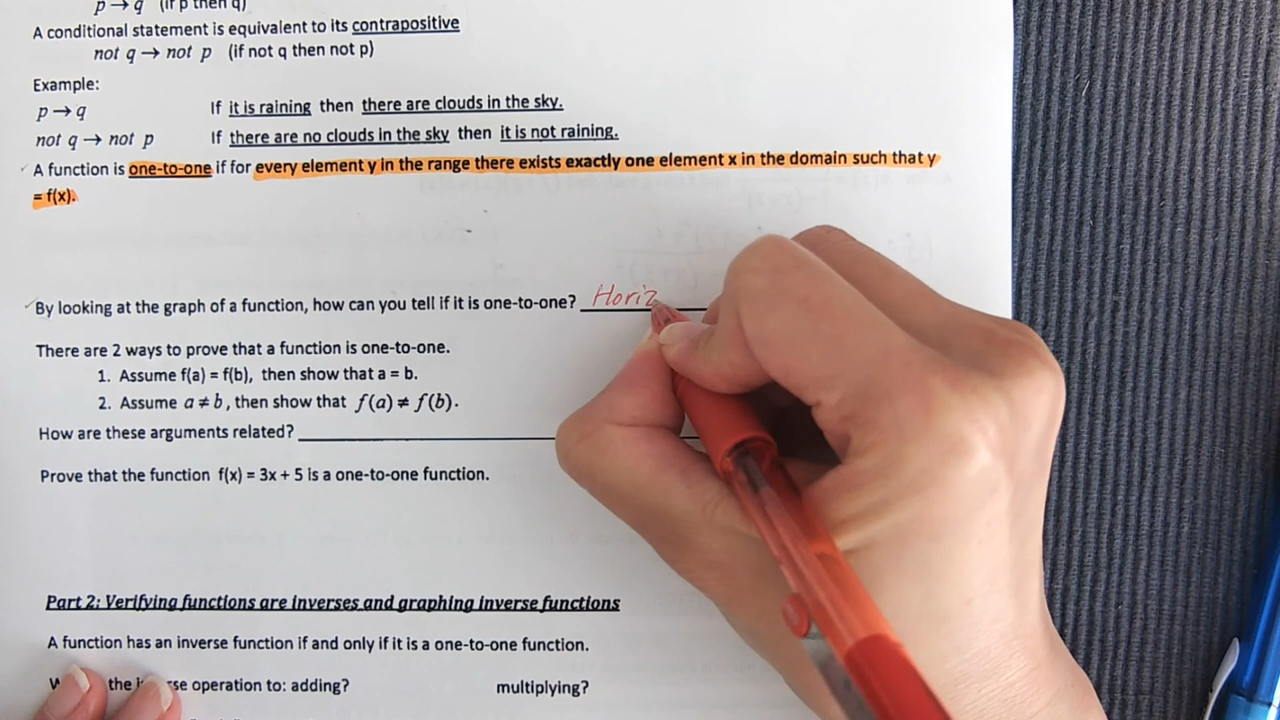 p → q (if p then q)
A conditional statement is equivalent to its contrapositive
not q → not p (if not q then not p)
Example:
p → q If it is raining then there are clouds in the sky.
not q → not p If there are no clouds in the sky then it is not raining.
A function is one-to-one if for every element y in the range there exists exactly one element x in the domain such that y
= f(x).
By looking at the graph of a function, how can you tell if it is one-to-one? Horiz
There are 2 ways to prove that a function is one-to-one.
1. Assume f(a) = f(b), then show that a = b.
2. Assume a ≠ b, then show that f(a) ≠ f(b).
How are these arguments related?
Prove that the function f(x) = 3x + 5 is a one-to-one function.
Part 2: Verifying functions are inverses and graphing inverse functions
A function has an inverse function if and only if it is a one-to-one function.
the operation to: adding? multiplying?